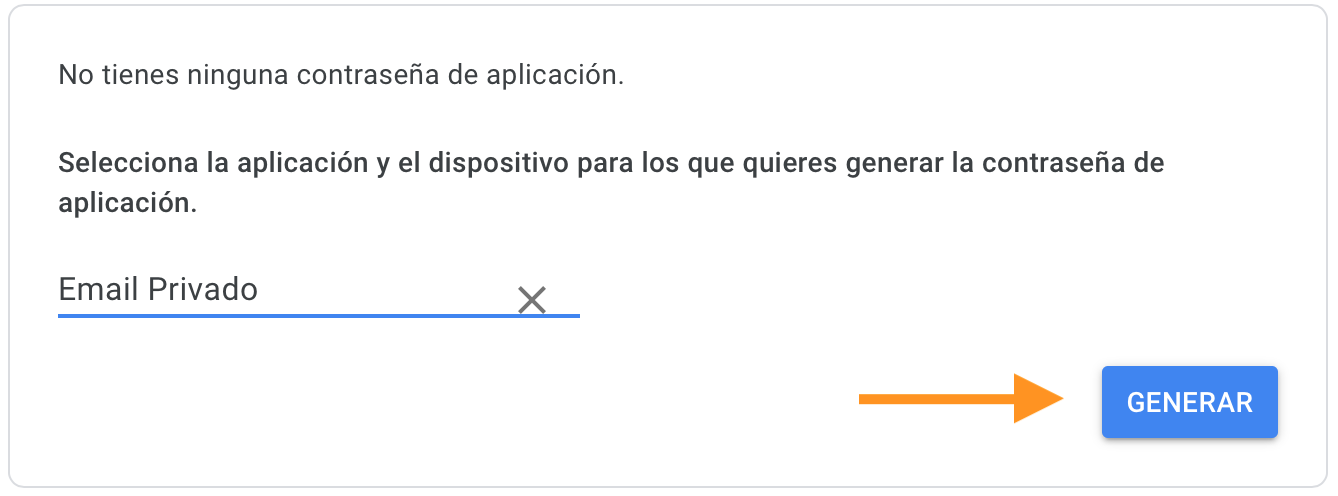 No tienes ninguna contraseña de aplicación.
Selecciona la aplicación y el dispositivo para los que quieres generar la contraseña de
aplicación.
Email Privado
GENERAR